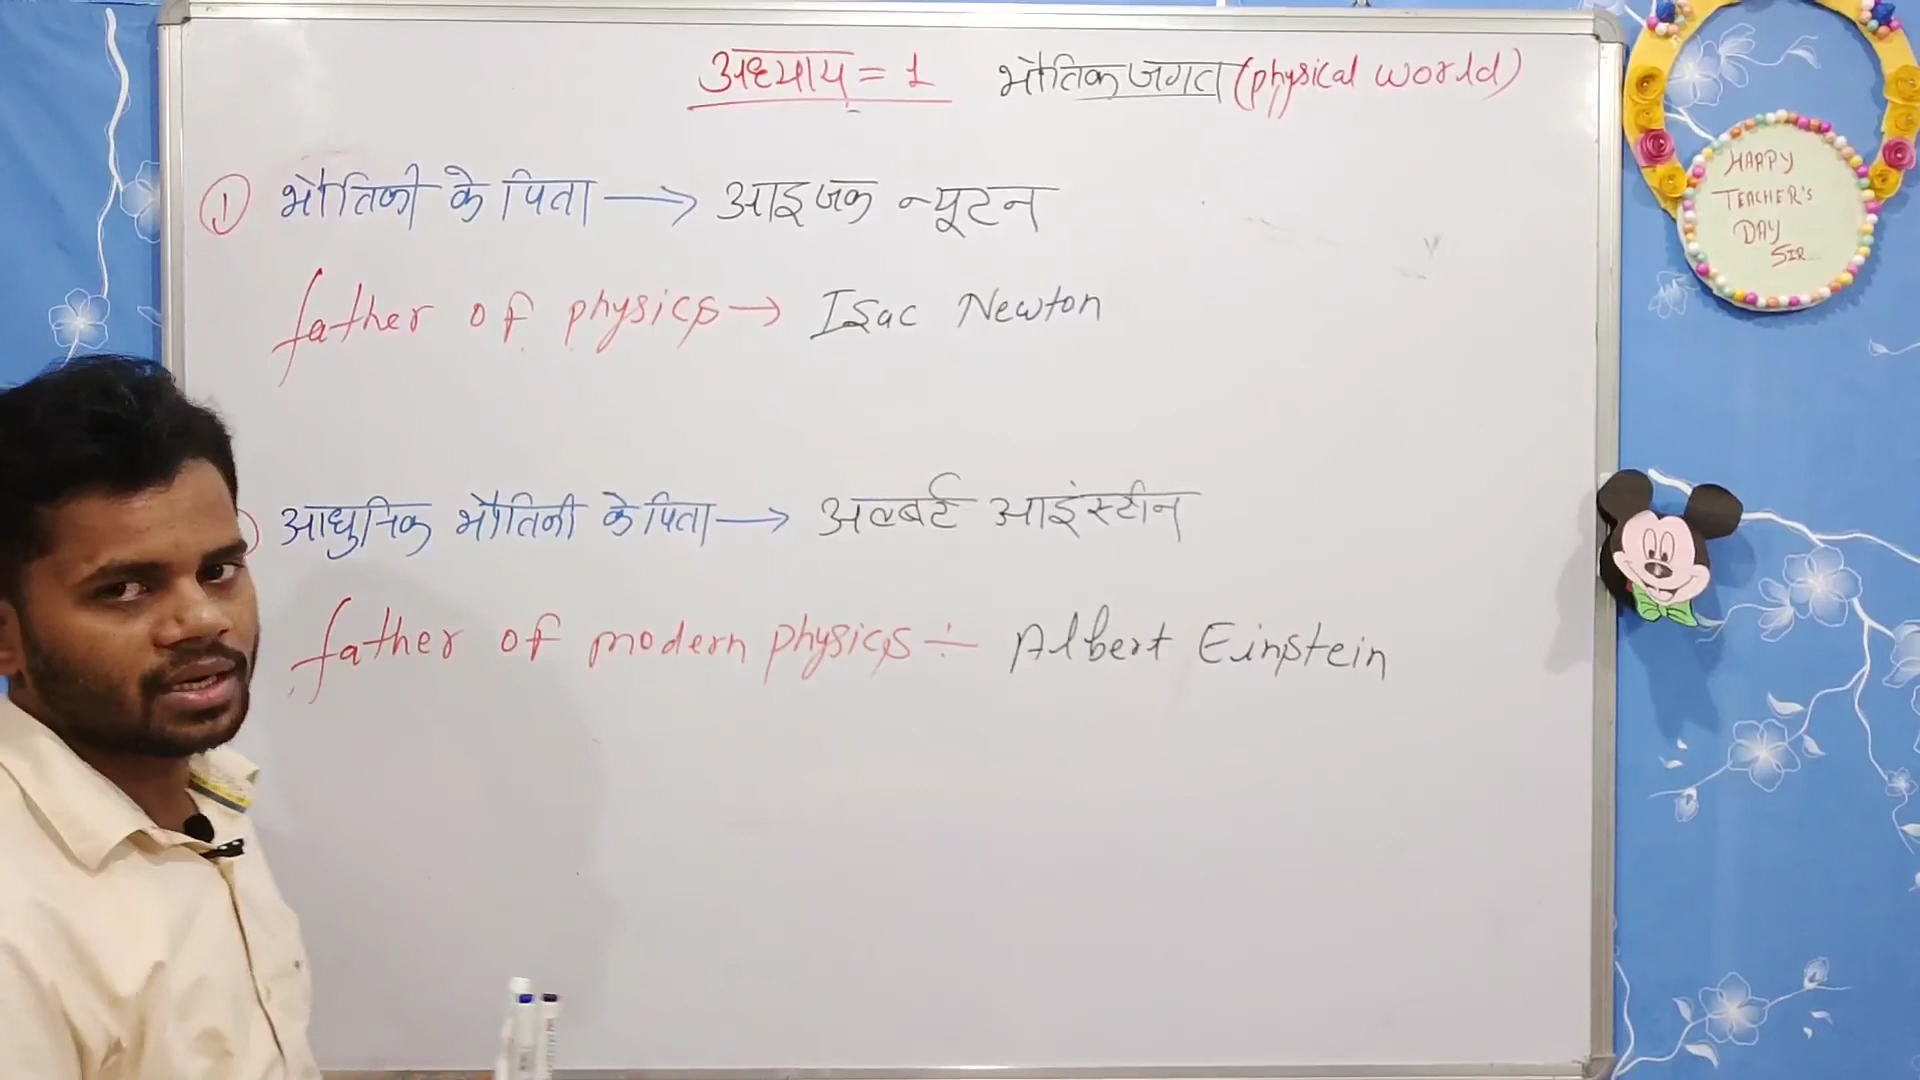 अध्याय = 1 भौतिक जगत (physical world)
① भौतिकी के पिता → आइजक न्यूटन
father of physics → Isac Newton
आधुनिक भौतिकी के पिता → अल्बर्ट आइंस्टीन
father of modern physics ÷ Albert Einstein
HAPPY
TEACHER'S
DAY
SIR